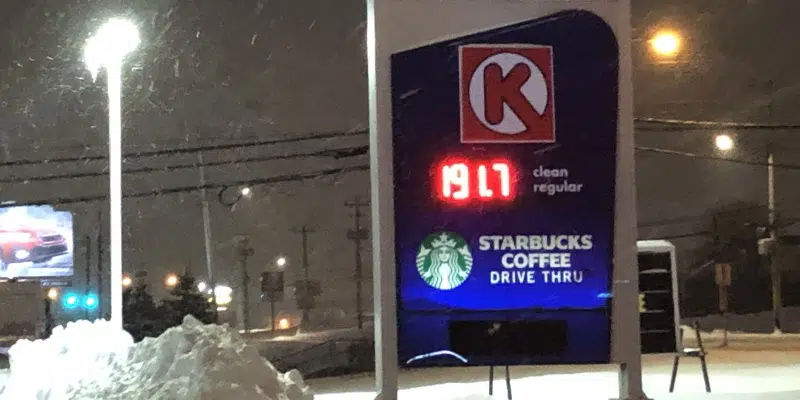 K
191.7
clean
regular
STARBUCKS
COFFEE
DRIVE THRU